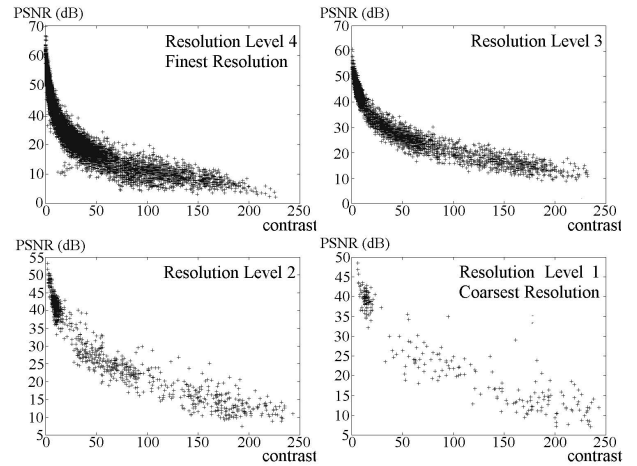 PSNR (dB)
70
60
50
40
30
20
10
0
0 50 100 150 200 250
contrast
Resolution Level 4
Finest Resolution
PSNR (dB)
70
60
50
40
30
20
10
0
0 50 100 150 200 250
contrast
Resolution Level 3
PSNR (dB)
55
50
45
40
35
30
25
20
15
10
5
0 50 100 150 200 250
contrast
Resolution Level 2
PSNR (dB)
50
45
40
35
30
25
20
15
10
5
0 50 100 150 200 250
contrast
Resolution Level 1
Coarsest Resolution